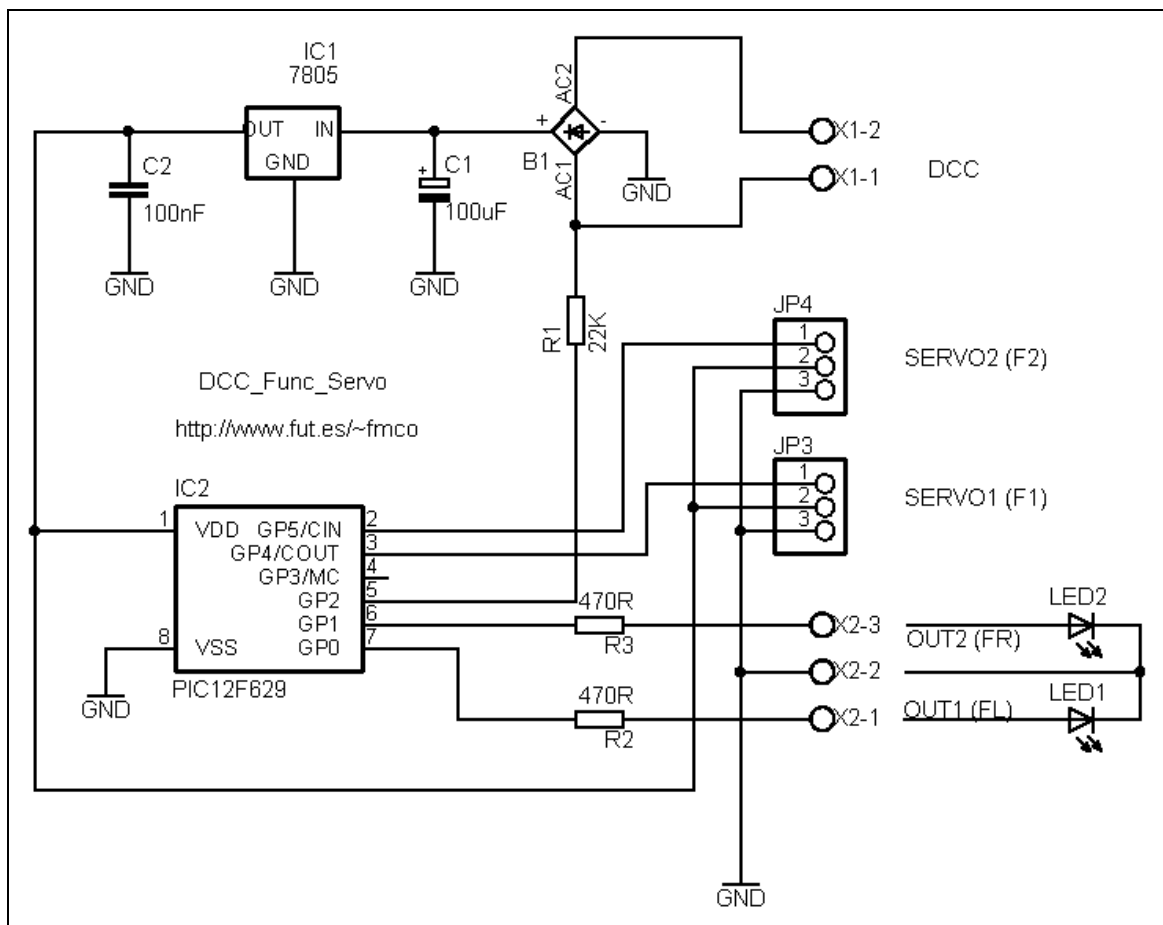 IC1
7805
OUT IN
GND
C2
100nF
GND
GND
+
C1
100uF
GND
AC2
+
-
B1
AC1
GND
X1-2
X1-1
DCC
R1
22K
JP4
1
2
3
SERVO2 (F2)
DCC_Func_Servo
http://www.fut.es/~fmco
JP3
1
2
3
SERVO1 (F1)
IC2
1 VDD GP5/CIN 2
GP4/COUT 3
GP3/MC 4
GP2 5
GP1 6
8 VSS GP0 7
PIC12F629
GND
470R
R3
X2-3
OUT2 (FR)
LED2
X2-2
470R
R2
X2-1
OUT1 (FL)
LED1
GND